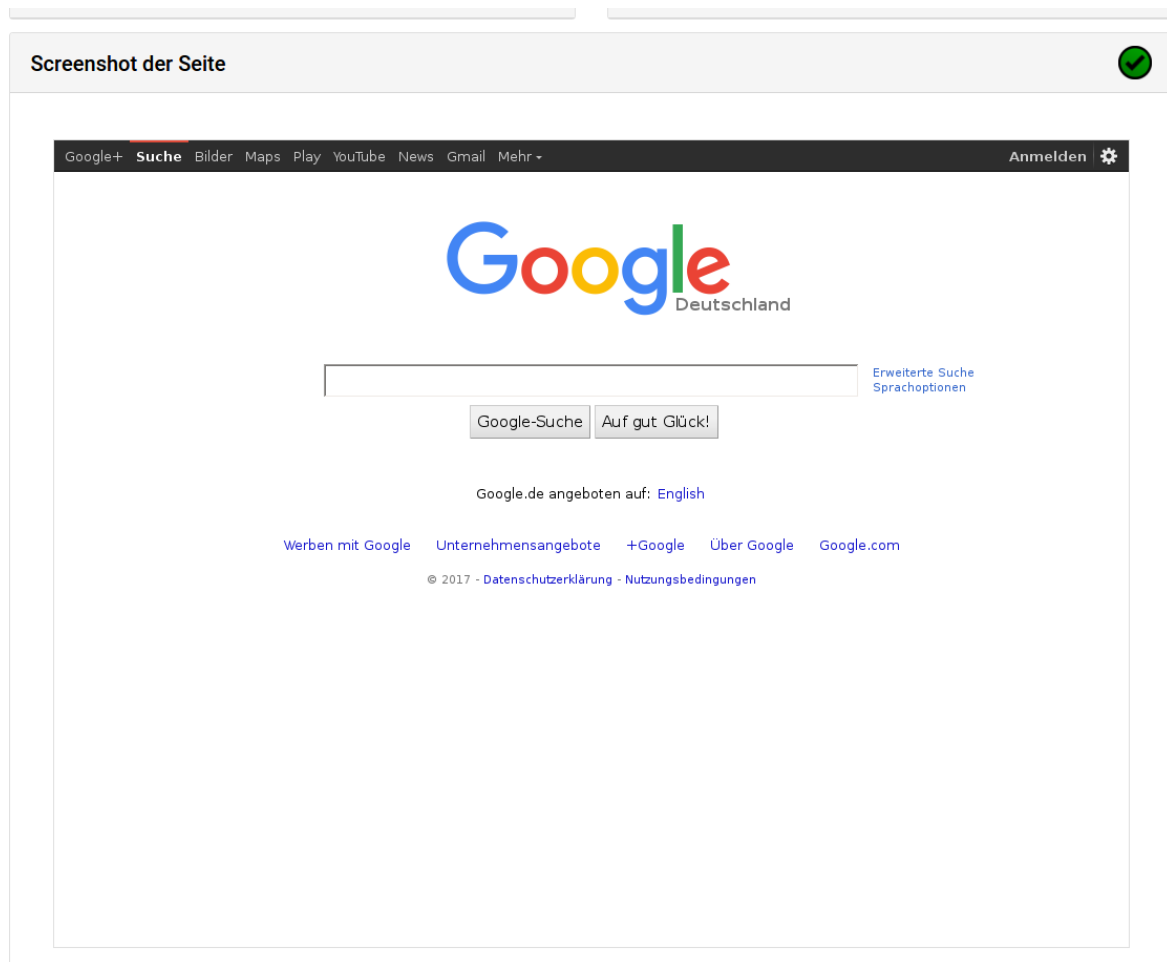 Screenshot der Seite
Google+ Suche Bilder Maps Play YouTube News Gmail Mehr Anmelden
Google
Deutschland
Erweiterte Suche
Sprachoptionen
Google-Suche Auf gut Glück!
Google.de angeboten auf: English
Werben mit Google Unternehmensangebote +Google Über Google Google.com
© 2017 - Datenschutzerklärung - Nutzungsbedingungen